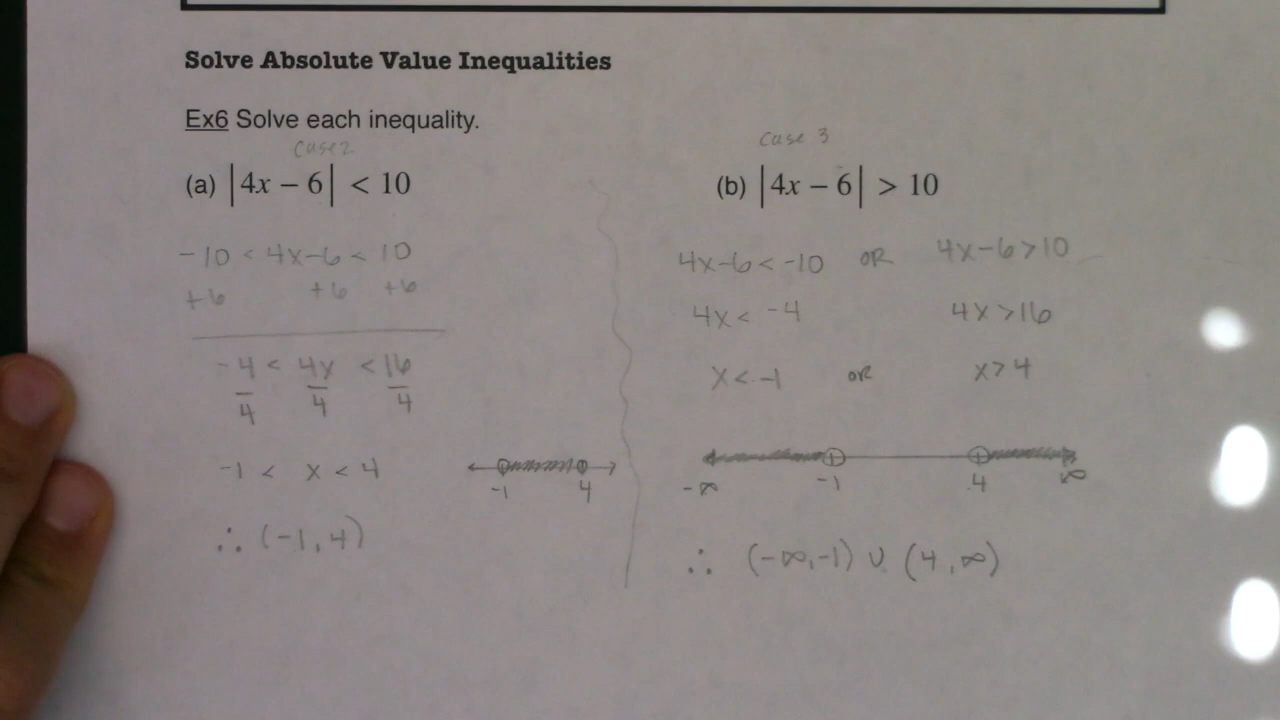 Solve Absolute Value Inequalities
Ex6 Solve each inequality.
case 2
(a) |4x − 6| < 10
-10 < 4x-6 < 10
+6 +6 +6
-4 < 4x < 16
4 4 4
-1 < x < 4
-1 4
∴ (-1,4)
case 3
(b) |4x − 6| > 10
4x-6 < -10 OR 4x-6 > 10
4x < -4 4x > 16
x < -1 or x > 4
-∞ -1 4 ∞
∴ (-∞,-1) ∪ (4,∞)